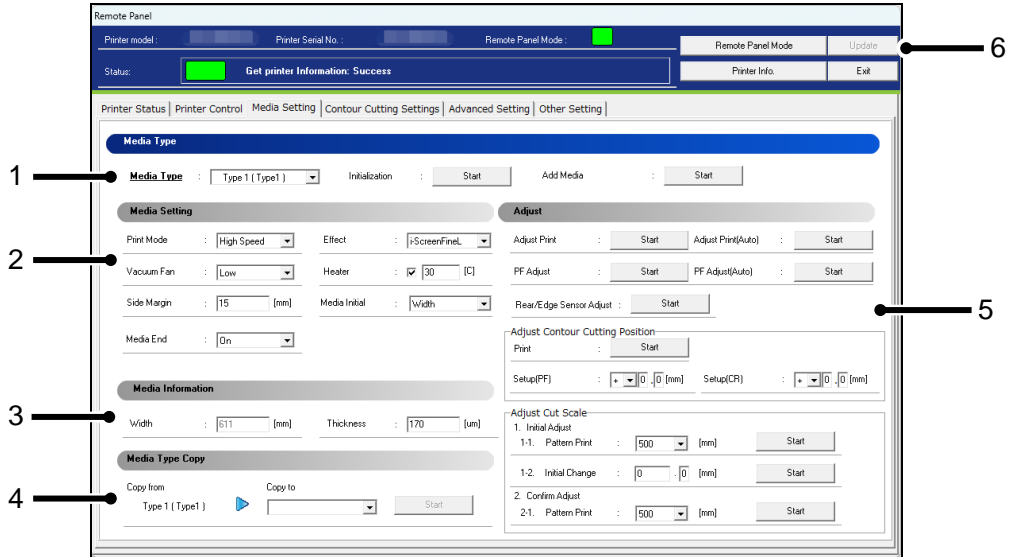 Remote Panel
Printer model : Printer Serial No. : Remote Panel Mode : Remote Panel Mode Update 6
Status: Get printer Information: Success Printer Info. Exit
Printer Status Printer Control Media Setting Contour Cutting Settings Advanced Setting Other Setting
Media Type
1 Media Type : Type 1 ( Type1 ) Initialization : Start Add Media : Start
Media Setting Adjust
Print Mode : High Speed Effect : i-ScreenFineL Adjust Print : Start Adjust Print(Auto) : Start
2 Vacuum Fan : Low Heater : 30 [C] PF Adjust : Start PF Adjust(Auto) : Start
Side Margin : 15 [mm] Media Initial : Width Rear/Edge Sensor Adjust : Start 5
Media End : On Adjust Contour Cutting Position
Print : Start
Setup(PF) : + 0 . 0 [mm] Setup(CR) : + 0 . 0 [mm]
Media Information
3 Width : 611 [mm] Thickness : 170 [um] Adjust Cut Scale
1. Initial Adjust
1-1. Pattern Print : 500 [mm] Start
Media Type Copy
1-2. Initial Change : 0 . 0 [mm] Start
Copy from Copy to
4 Type 1 ( Type1 ) Start
2. Confirm Adjust
2-1. Pattern Print : 500 [mm] Start